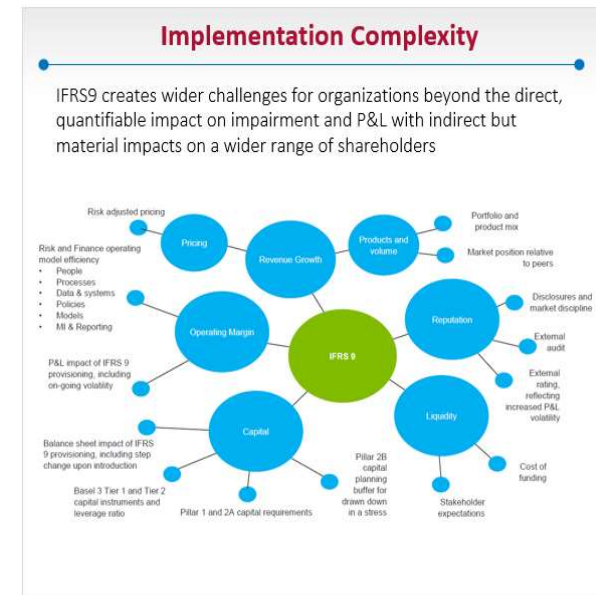 Implementation Complexity
IFRS9 creates wider challenges for organizations beyond the direct,
quantifiable impact on impairment and P&L with indirect but
material impacts on a wider range of shareholders
Risk adjusted pricing
Pricing
Revenue Growth
Products and
volume
Portfolio and
product mix
Market position relative
to peers
Risk and Finance operating
model efficiency
• People
• Processes
• Data & systems
• Policies
• Models
• MI & Reporting
Operating Margin
IFRS 9
Reputation
Disclosures and
market discipline
External
audit
External
rating,
reflecting
increased P&L
volatility
P&L impact of IFRS 9
provisioning, including
on-going volatility
Capital
Liquidity
Balance sheet impact of IFRS
9 provisioning, including step
change upon introduction
Basel 3 Tier 1 and Tier 2
capital instruments and
leverage ratio
Pillar 1 and 2A capital requirements
Pillar 2B
capital
planning
buffer for
drawn down
in a stress
Stakeholder
expectations
Cost of
funding